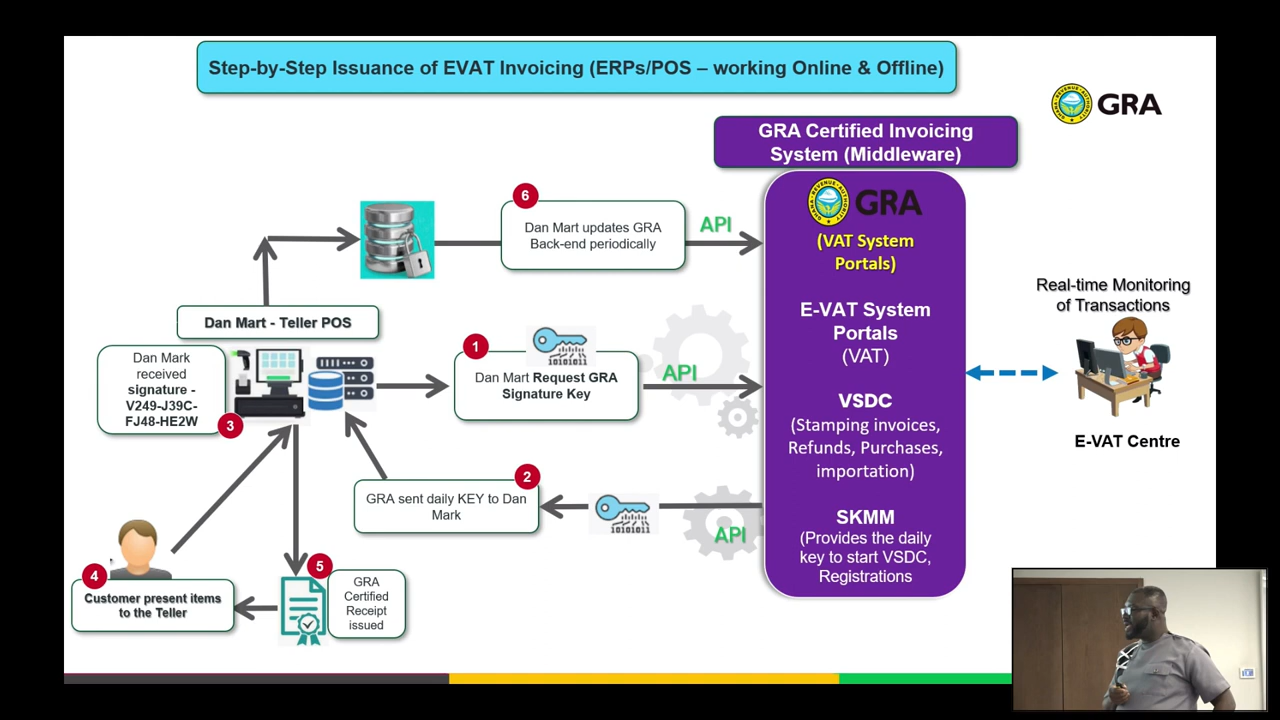 Step-by-Step Issuance of EVAT Invoicing (ERPs/POS – working Online & Offline)
GRA
GRA Certified Invoicing
System (Middleware)
6
Dan Mart updates GRA
Back-end periodically
API
GRA
(VAT System
Portals)
E-VAT System
Portals
(VAT)
VSDC
(Stamping invoices,
Refunds, Purchases,
importation)
SKMM
(Provides the daily
key to start VSDC,
Registrations
Real-time Monitoring
of Transactions
E-VAT Centre
Dan Mart - Teller POS
Dan Mark
received
signature -
V249-J39C-
FJ48-HE2W
3
1
101011
Dan Mart Request GRA
Signature Key
API
2
GRA sent daily KEY to Dan
Mark
101011
API
4
Customer present items
to the Teller
5
GRA
Certified
Receipt
issued